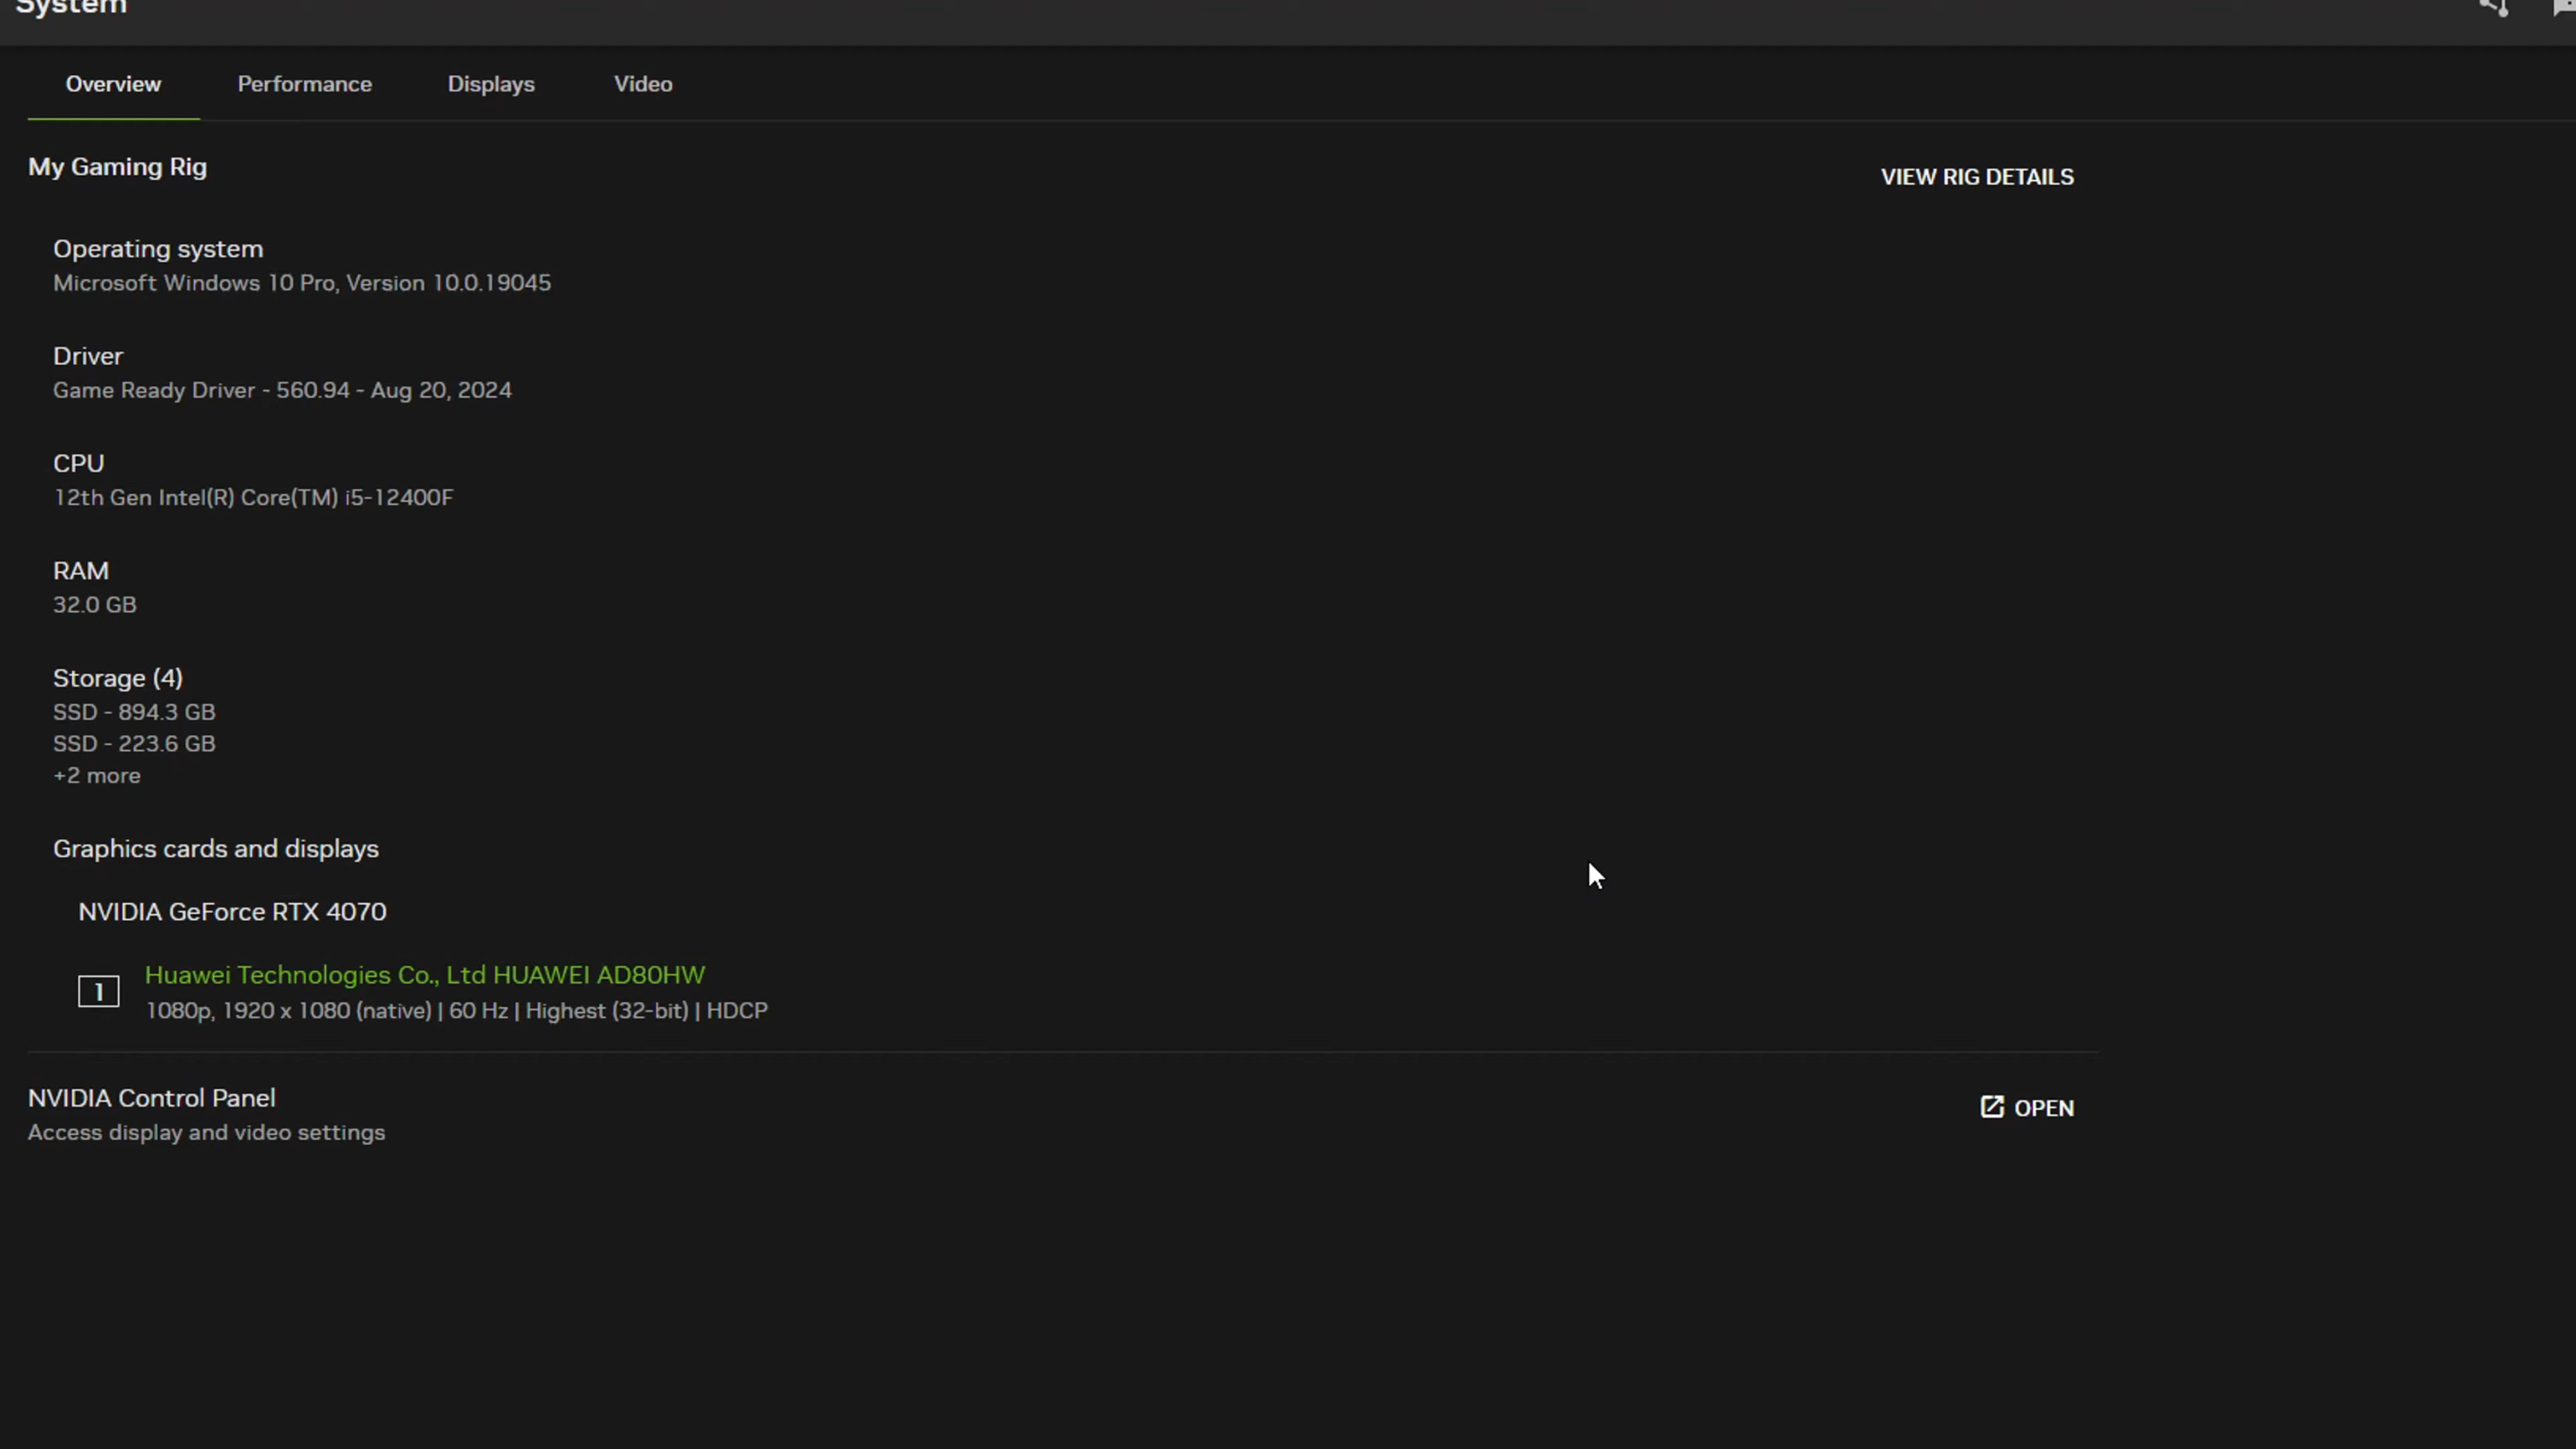 System
Overview
Performance
Displays
Video
My Gaming Rig
VIEW RIG DETAILS
Operating system
Microsoft Windows 10 Pro, Version 10.0.19045
Driver
Game Ready Driver - 560.94 - Aug 20, 2024
CPU
12th Gen Intel(R) Core(TM) i5-12400F
RAM
32.0 GB
Storage (4)
SSD - 894.3 GB
SSD - 223.6 GB
+2 more
Graphics cards and displays
NVIDIA GeForce RTX 4070
1
Huawei Technologies Co., Ltd HUAWEI AD80HW
1080p, 1920 x 1080 (native) | 60 Hz | Highest (32-bit) | HDCP
NVIDIA Control Panel
OPEN
Access display and video settings